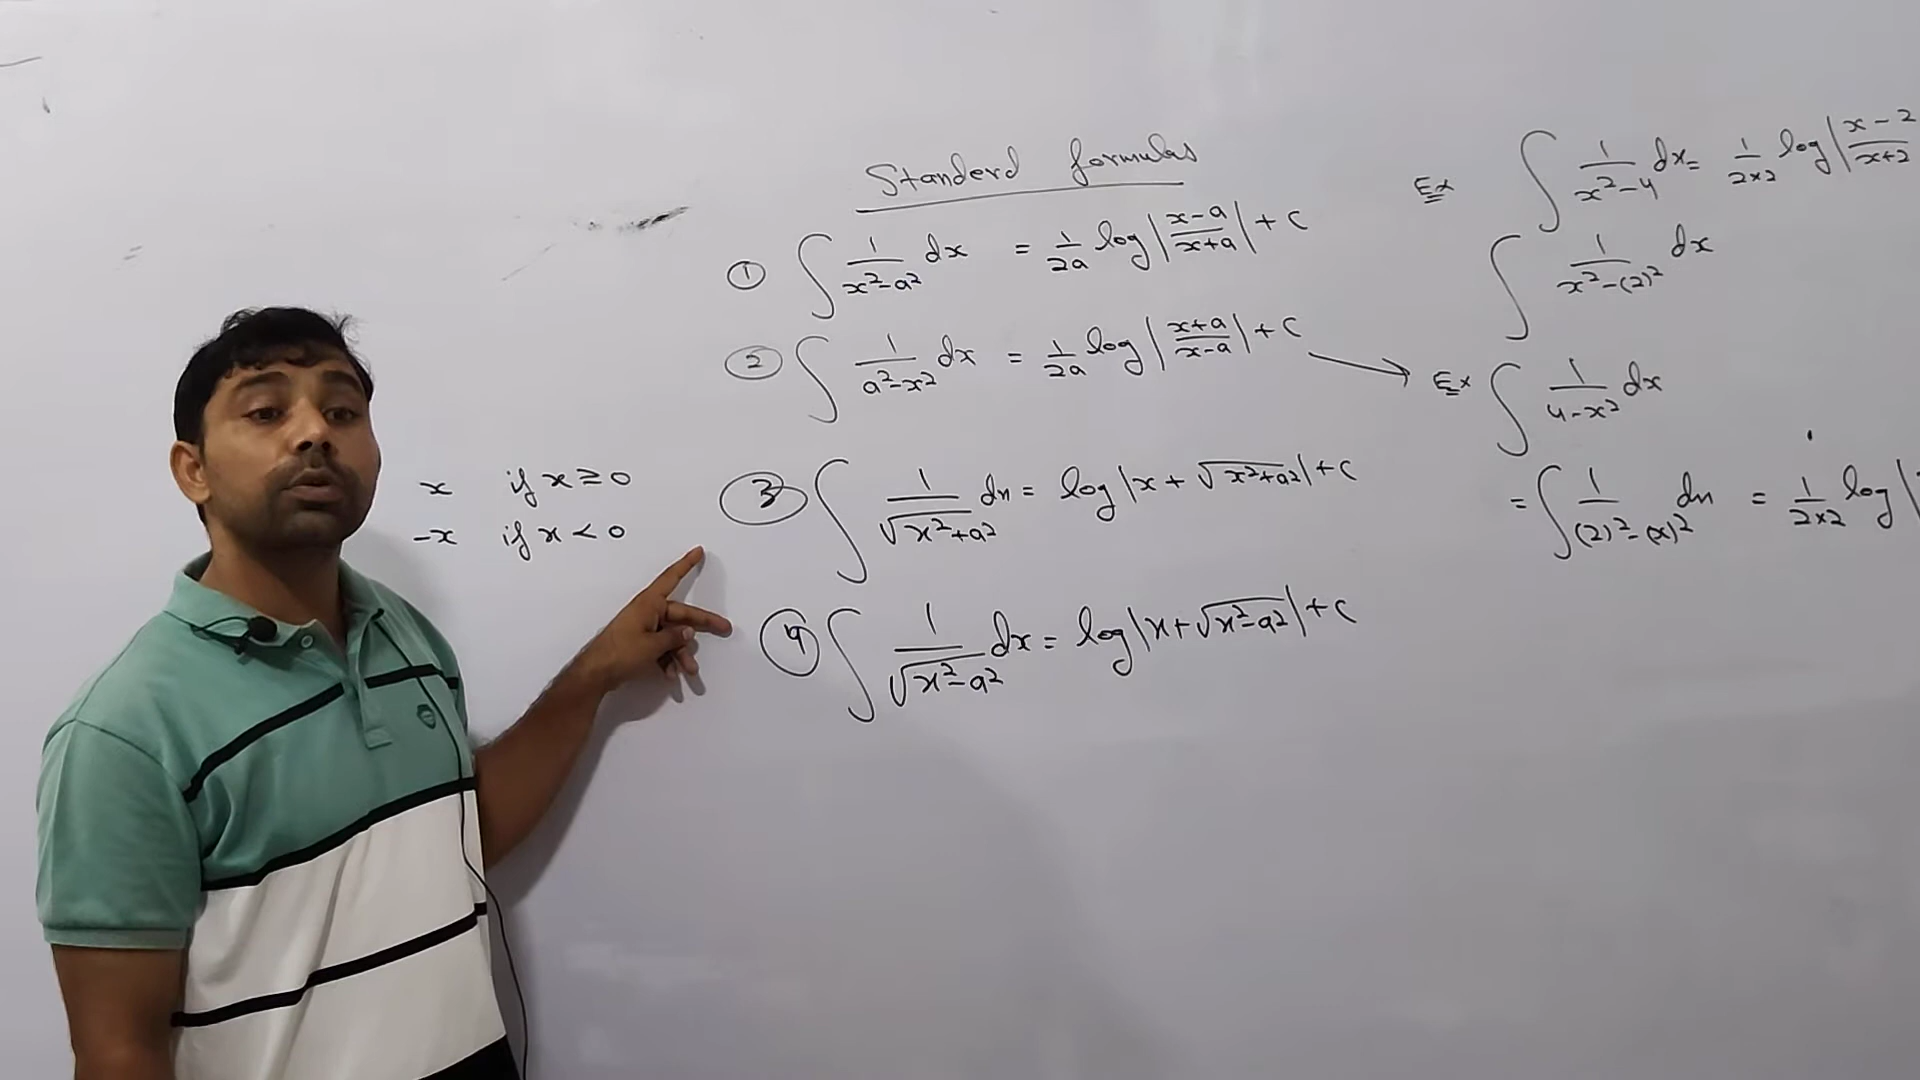 Standerd formulas
① ∫ 1/(x²-a²) dx = 1/2a log|(x-a)/(x+a)| + c
② ∫ 1/(a²-x²) dx = 1/2a log|(x+a)/(x-a)| + c
③ ∫ 1/√(x²+a²) dx = log|x + √(x²+a²)| + c
④ ∫ 1/√(x²-a²) dx = log|x + √(x²-a²)| + c
x if x ≥ 0
-x if x < 0
Ex ∫ 1/(x²-4) dx = 1/(2×2) log|(x-2)/(x+2)
∫ 1/(x²-(2)²) dx
Ex ∫ 1/(4-x²) dx
= ∫ 1/((2)²-(x)²) dx = 1/(2×2) log|